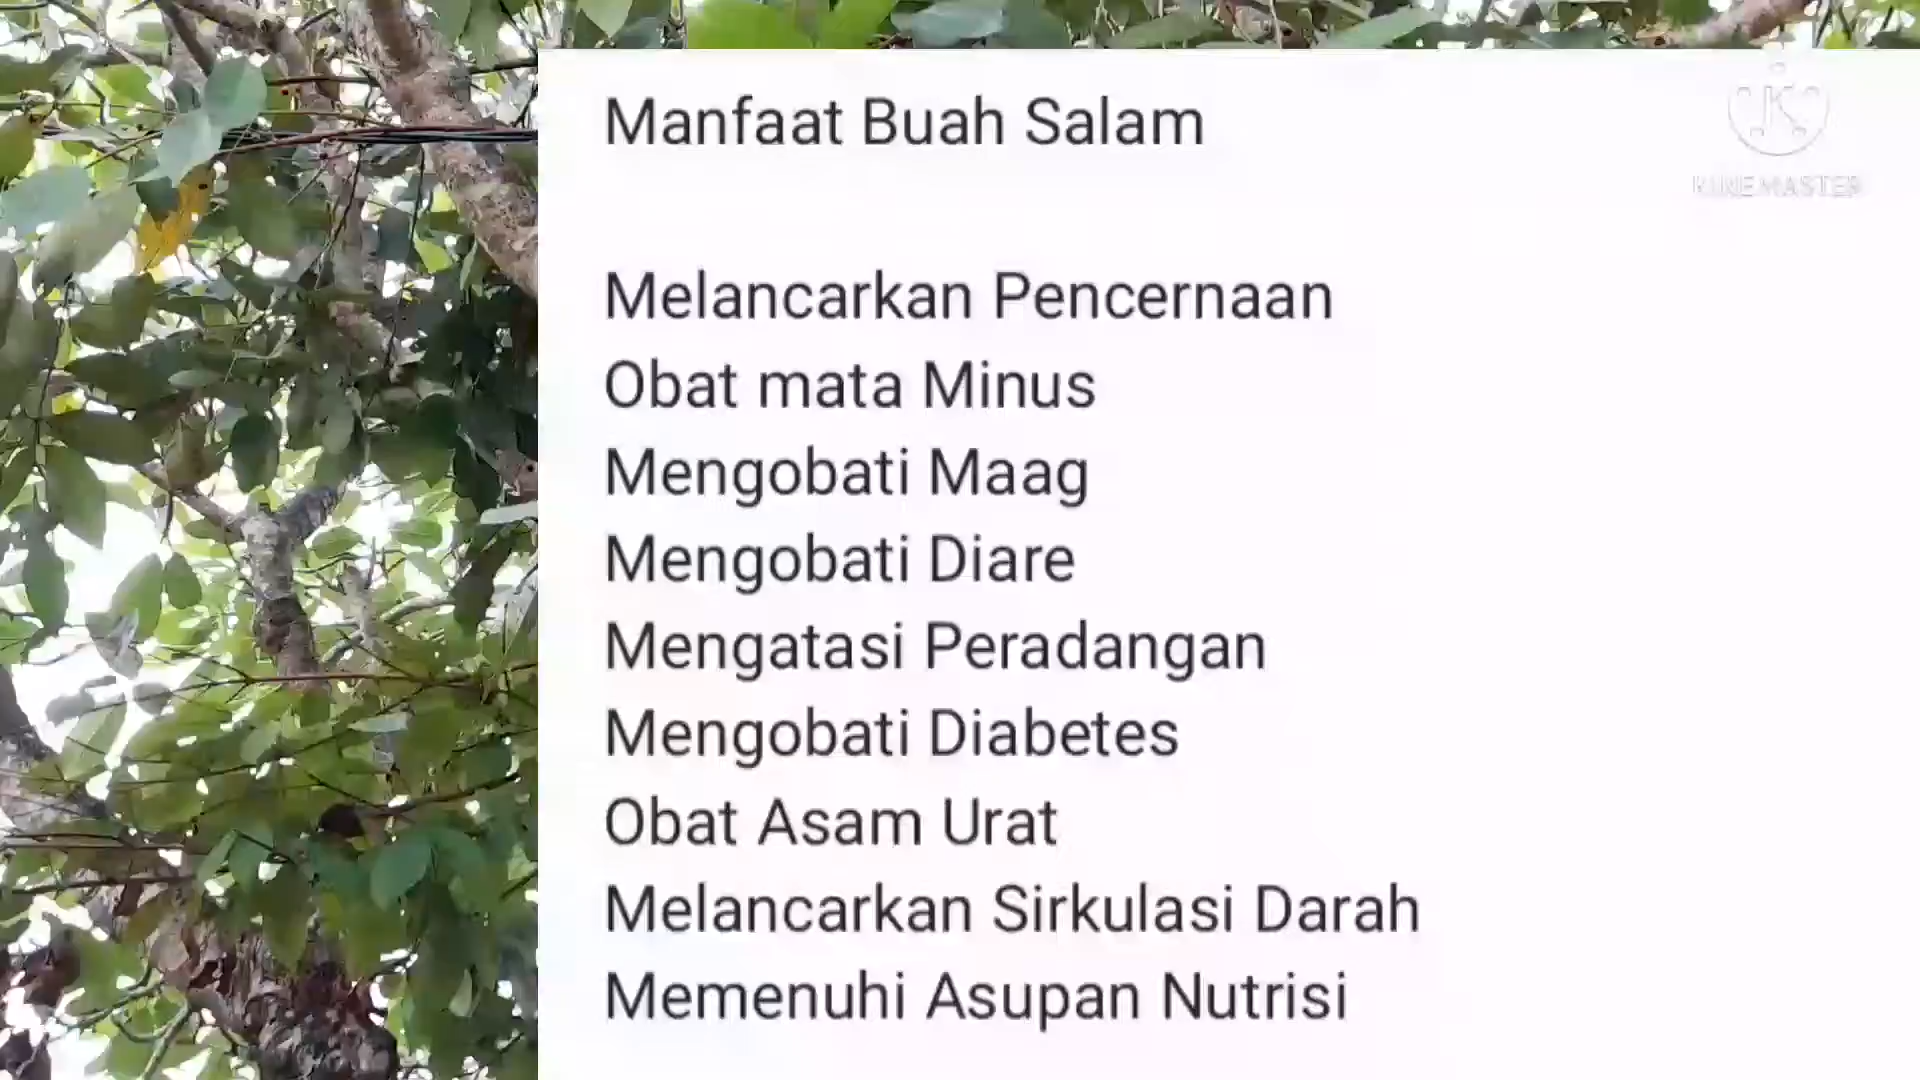 Manfaat Buah Salam
Melancarkan Pencernaan
Obat mata Minus
Mengobati Maag
Mengobati Diare
Mengatasi Peradangan
Mengobati Diabetes
Obat Asam Urat
Melancarkan Sirkulasi Darah
Memenuhi Asupan Nutrisi
K
KINEMASTER